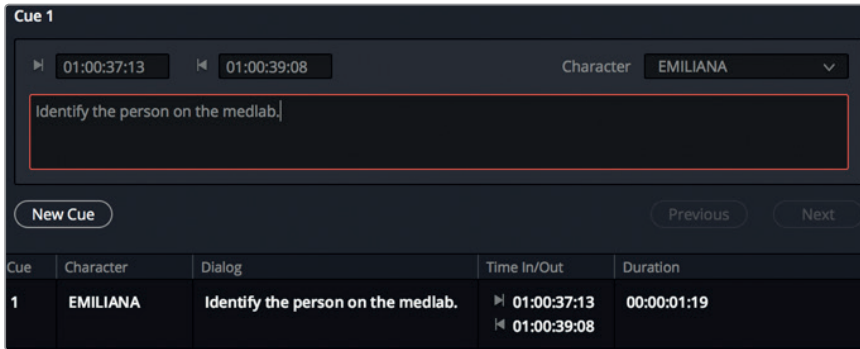 Cue 1
01:00:37:13 01:00:39:08 Character EMILIANA
Identify the person on the medlab.
New Cue Previous Next
Cue Character Dialog Time In/Out Duration
1 EMILIANA Identify the person on the medlab. 01:00:37:13 00:00:01:19
01:00:39:08